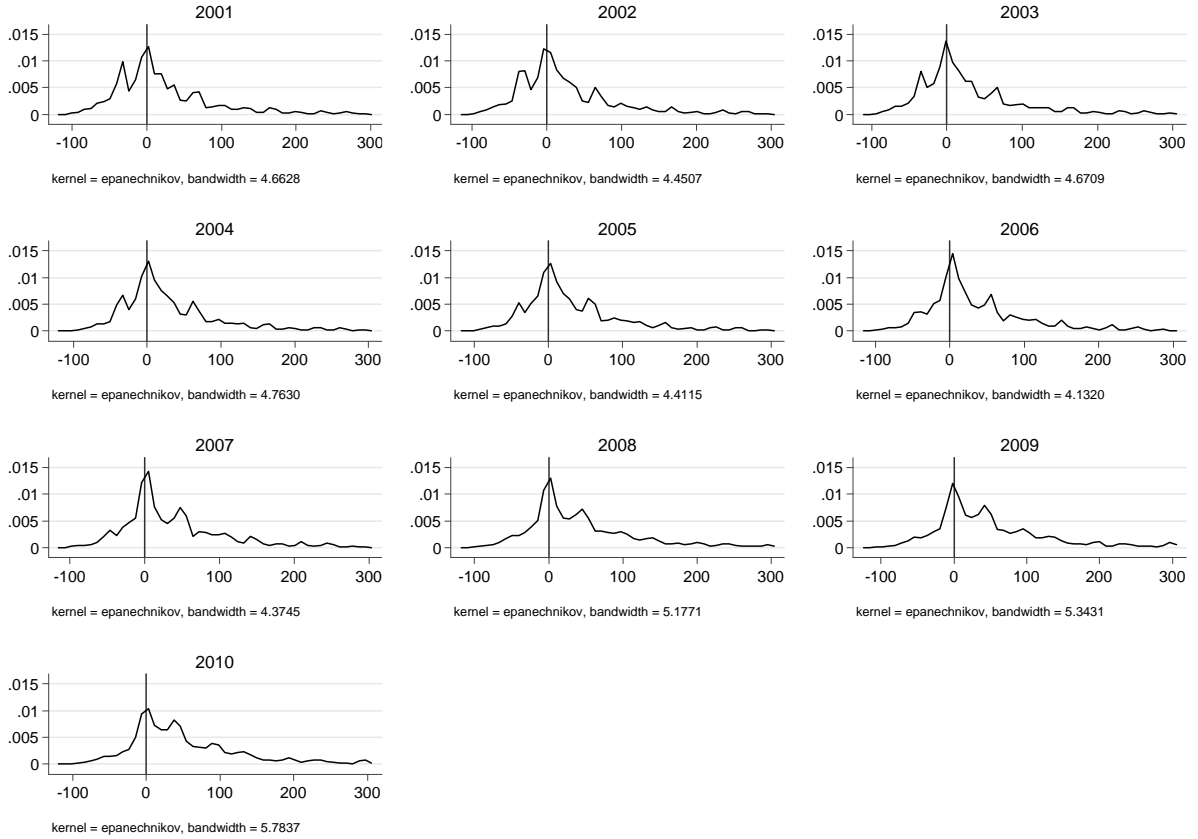 2001
.015
.01
.005
0
-100 0 100 200 300
kernel = epanechnikov, bandwidth = 4.6628
2002
.015
.01
.005
0
-100 0 100 200 300
kernel = epanechnikov, bandwidth = 4.4507
2003
.015
.01
.005
0
-100 0 100 200 300
kernel = epanechnikov, bandwidth = 4.6709
2004
.015
.01
.005
0
-100 0 100 200 300
kernel = epanechnikov, bandwidth = 4.7630
2005
.015
.01
.005
0
-100 0 100 200 300
kernel = epanechnikov, bandwidth = 4.4115
2006
.015
.01
.005
0
-100 0 100 200 300
kernel = epanechnikov, bandwidth = 4.1320
2007
.015
.01
.005
0
-100 0 100 200 300
kernel = epanechnikov, bandwidth = 4.3745
2008
.015
.01
.005
0
-100 0 100 200 300
kernel = epanechnikov, bandwidth = 5.1771
2009
.015
.01
.005
0
-100 0 100 200 300
kernel = epanechnikov, bandwidth = 5.3431
2010
.015
.01
.005
0
-100 0 100 200 300
kernel = epanechnikov, bandwidth = 5.7837